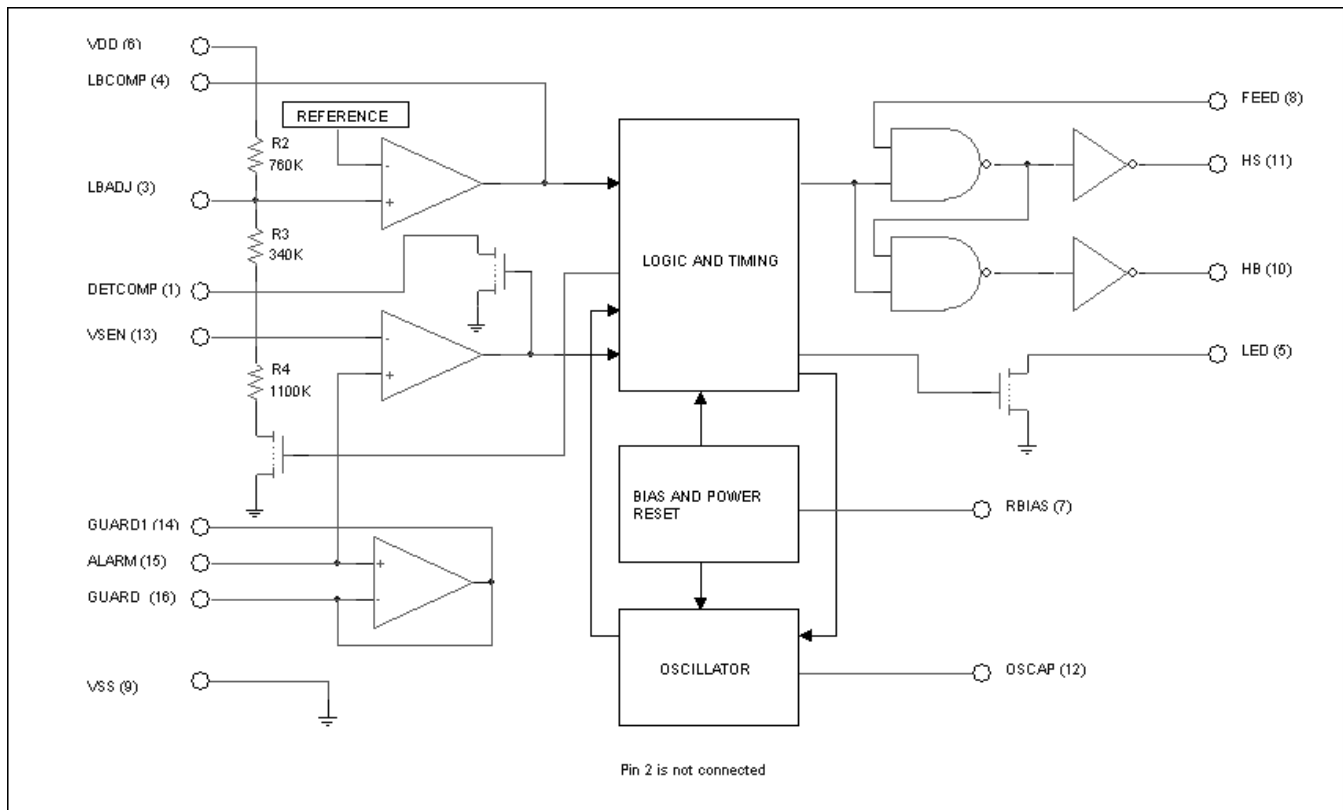 VDD (6)
LBCOMP (4)
REFERENCE
R2
760K
-
+
LBADJ (3)
R3
340K
DETCOMP (1)
VSEN (13)
-
+
R4
1100K
GUARD1 (14)
ALARM (15)
GUARD (16)
+
-
VSS (9)
LOGIC AND TIMING
BIAS AND POWER
RESET
OSCILLATOR
FEED (8)
HS (11)
HB (10)
LED (5)
RBIAS (7)
OSCAP (12)
Pin 2 is not connected